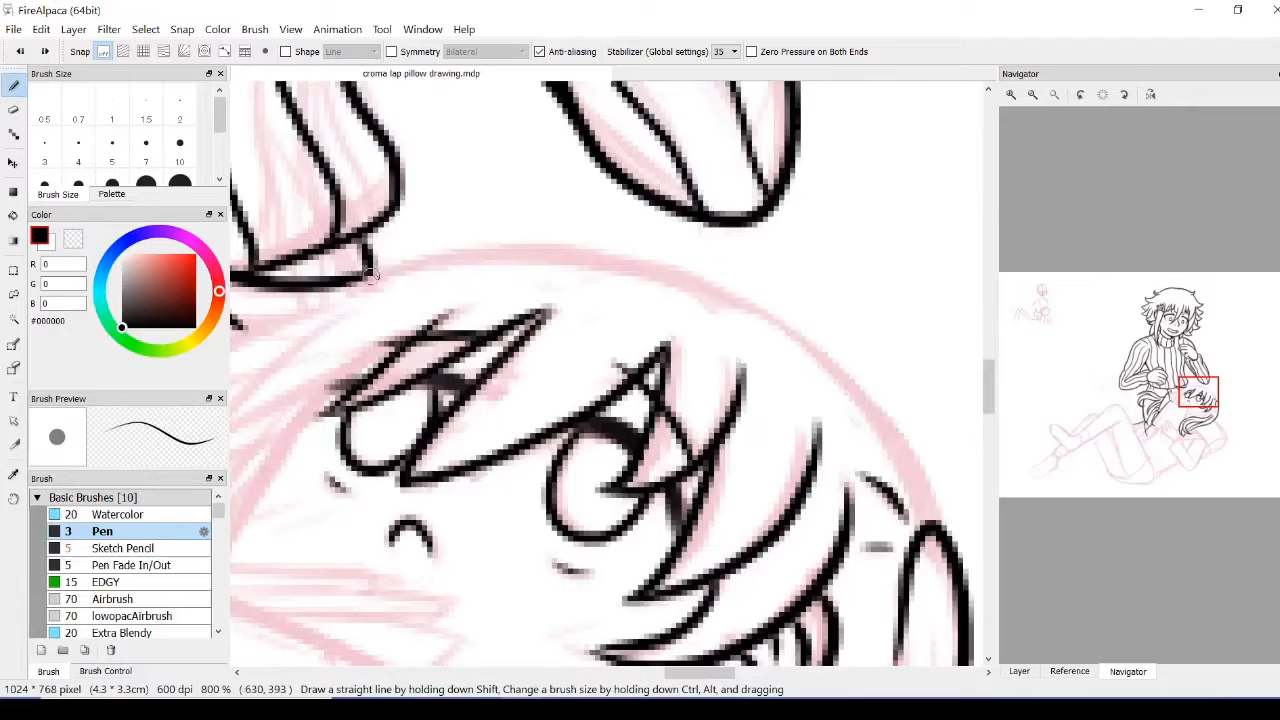 FireAlpaca (64bit)
File Edit Layer Filter Select Snap Color Brush View Animation Tool Window Help
Snap Shape Line Symmetry Bilateral Anti-aliasing Stabilizer (Global settings) 35 Zero Pressure on Both Ends
Brush Size
croma lap pillow drawing.mdp
Navigator
0.5 0.7 1 1.5 2
3 4 5 7 10
Brush Size Palette
Color
R 0
G 0
B 0
#000000
Brush Preview
Brush
Basic Brushes [10]
20 Watercolor
3 Pen
5 Sketch Pencil
5 Pen Fade In/Out
15 EDGY
70 Airbrush
70 lowopacAirbrush
20 Extra Blendy
Brush Brush Control
Layer Reference Navigator
1024 * 768 pixel (4.3 * 3.3cm) 600 dpi 800 % ( 630, 393 ) Draw a straight line by holding down Shift, Change a brush size by holding down Ctrl, Alt, and dragging